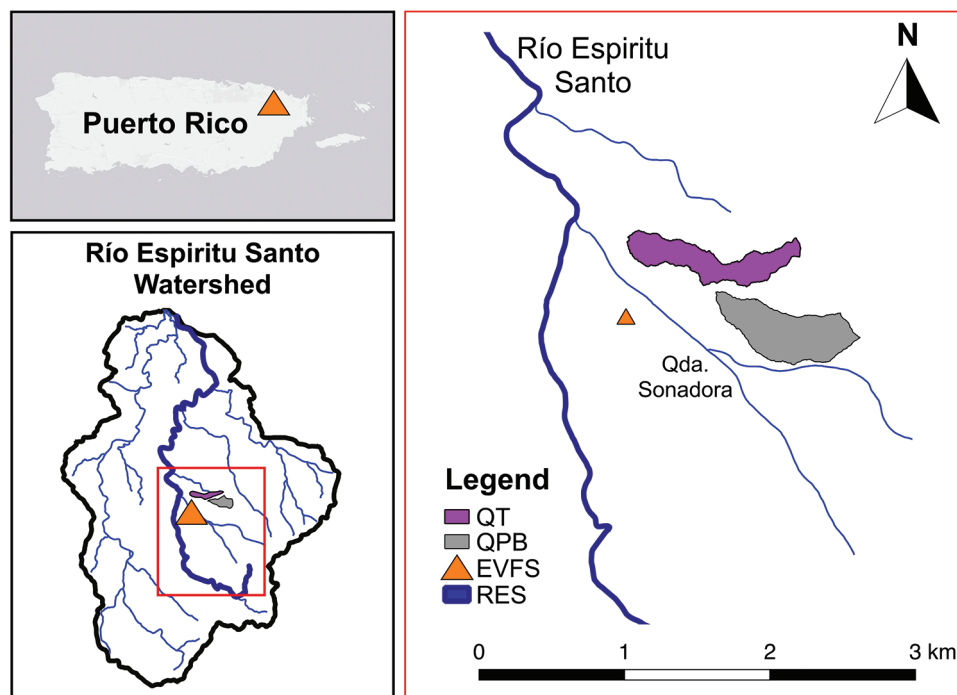 Puerto Rico
Río Espiritu Santo
Watershed
Río Espiritu
Santo
N
Qda.
Sonadora
Legend
QT
QPB
EVFS
RES
0 1 2 3 km